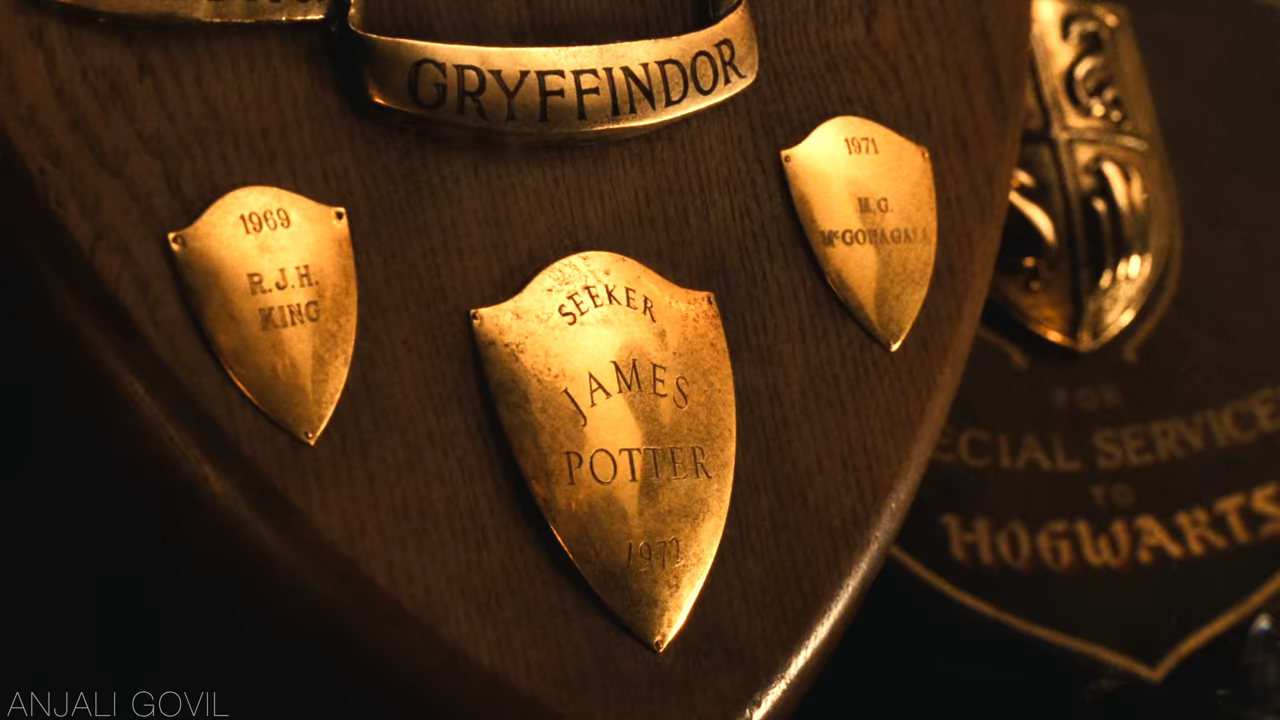 GRYFFINDOR
1971
M.G.
McGONAGALL
1969
R.J.H.
KING
SEEKER
JAMES
POTTER
FOR
ECIAL SERVICE
TO
HOGWARTS
ANJALI GOVIL